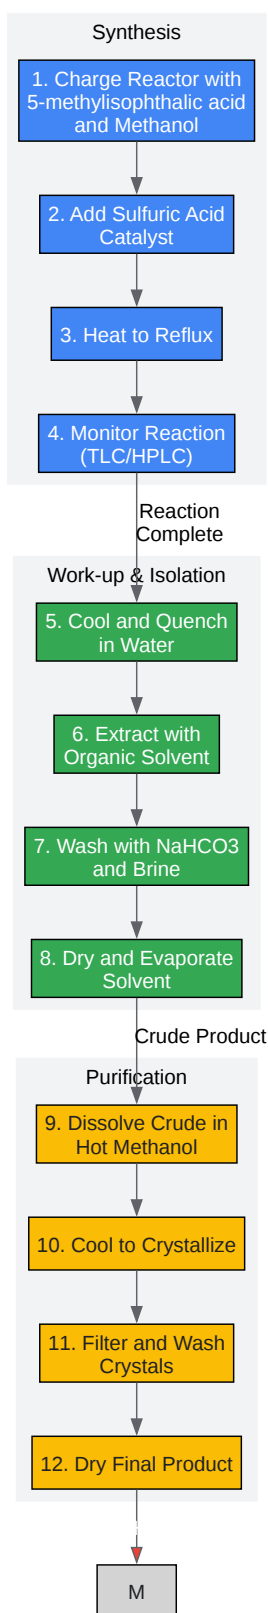 Synthesis
1. Charge Reactor with
5-methylisophthalic acid
and Methanol
2. Add Sulfuric Acid
Catalyst
3. Heat to Reflux
4. Monitor Reaction
(TLC/HPLC)
Reaction
Complete
Work-up & Isolation
5. Cool and Quench
in Water
6. Extract with
Organic Solvent
7. Wash with NaHCO3
and Brine
8. Dry and Evaporate
Solvent
Crude Product
Purification
9. Dissolve Crude in
Hot Methanol
10. Cool to Crystallize
11. Filter and Wash
Crystals
12. Dry Final Product
M